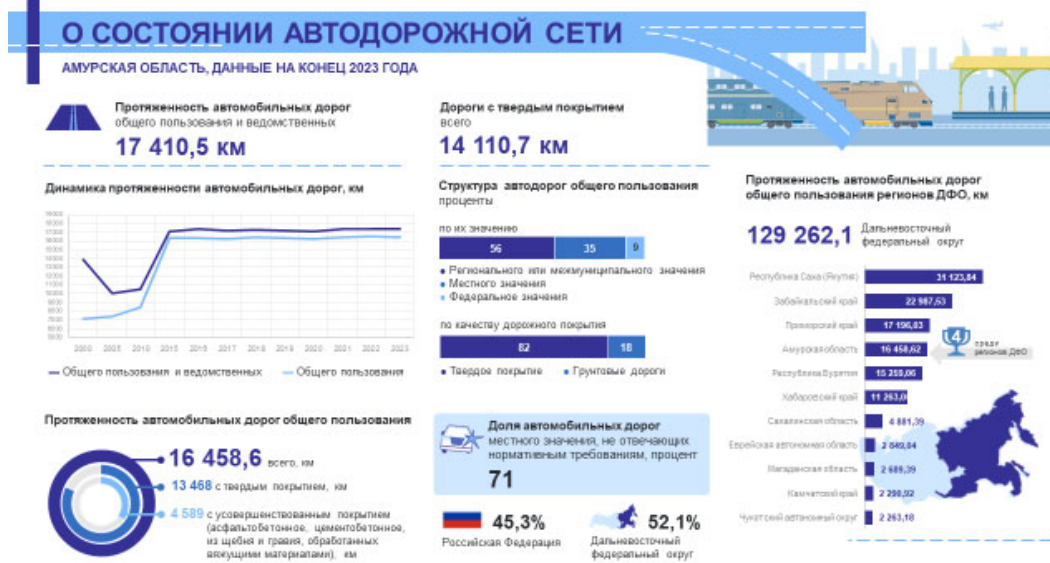 О СОСТОЯНИИ АВТОДОРОЖНОЙ СЕТИ
АМУРСКАЯ ОБЛАСТЬ, ДАННЫЕ НА КОНЕЦ 2023 ГОДА
Протяженность автомобильных дорог
общего пользования и ведомственных
17 410,5 км
Динамика протяженности автомобильных дорог, км
2000 2005 2010 2015 2016 2017 2018 2019 2020 2021 2022 2023
Общего пользования и ведомственных
Общего пользования
Протяженность автомобильных дорог общего пользования
16 458,6 всего, км
13 468 с твердым покрытием, км
4 589 с усовершенствованным покрытием
(асфальтобетонное, цементобетонное,
из щебня и гравия, обработанных
вяжущими материалами), км
Дороги с твердым покрытием
всего
14 110,7 км
Структура автодорог общего пользования
проценты
по их значению
56 35 9
Регионального или межмуниципального значения
Местного значения
Федеральное значения
по качеству дорожного покрытия
82 18
Твердое покрытие
Грунтовые дороги
Доля автомобильных дорог
местного значения, не отвечающих
нормативным требованиям, процент
71
45,3%
Российская Федерация
52,1%
Дальневосточный
федеральный округ
Протяженность автомобильных дорог
общего пользования регионов ДФО, км
129 262,1
Дальневосточный
федеральный округ
Республика Саха (Якутия) 31 123,84
Забайкальский край 22 987,53
Приморский край 17 196,83
Амурская область 16 458,62
4
среди
регионов ДФО
Республика Бурятия 15 259,06
Хабаровский край 11 263,0
Сахалинская область 4 881,39
Еврейская автономная область 2 849,04
Магаданская область 2 689,39
Камчатский край 2 290,92
Чукотский автономный округ 2 263,18